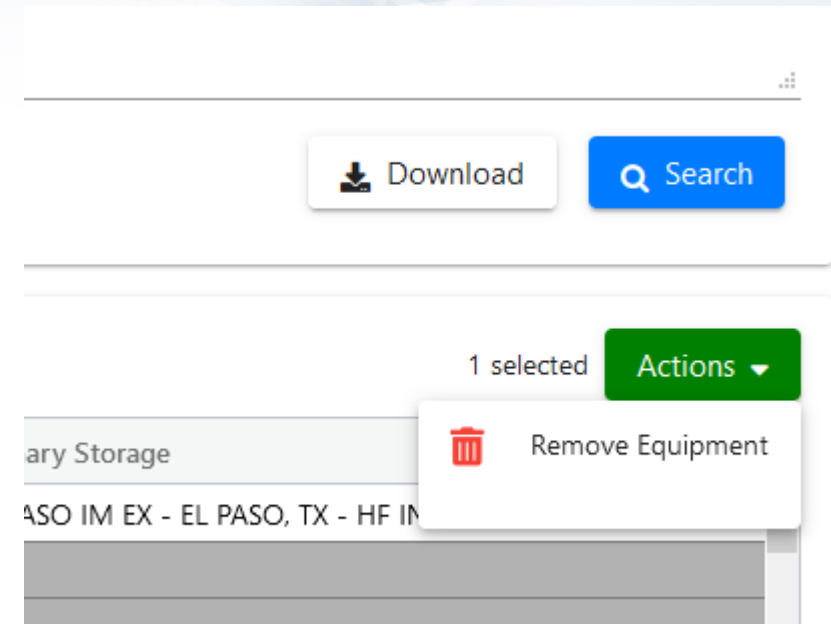 Download
Search
1 selected
Actions
Remove Equipment
ary Storage
ASO IM EX - EL PASO, TX - HF IN